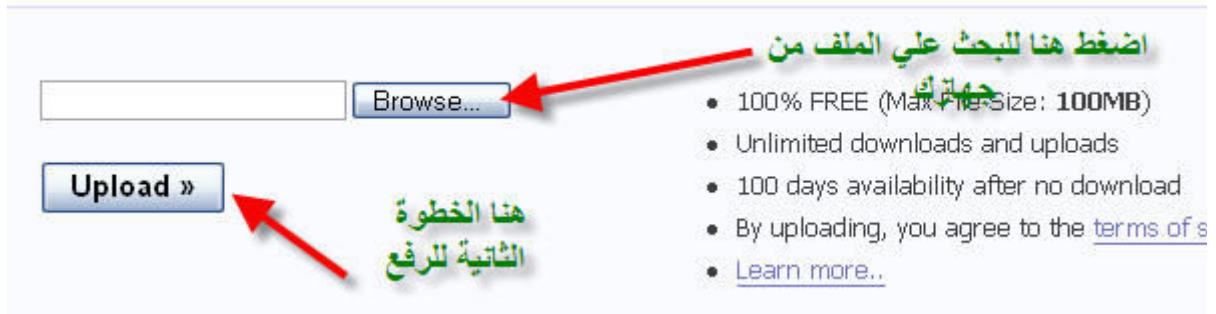 اضغط هنا للبحث علي الملف من
جهازك
Browse...
100% FREE (Max File Size: 100MB)
Unlimited downloads and uploads
Upload »
100 days availability after no download
هنا الخطوة
الثانية للرفع
By uploading, you agree to the terms of s
Learn more..